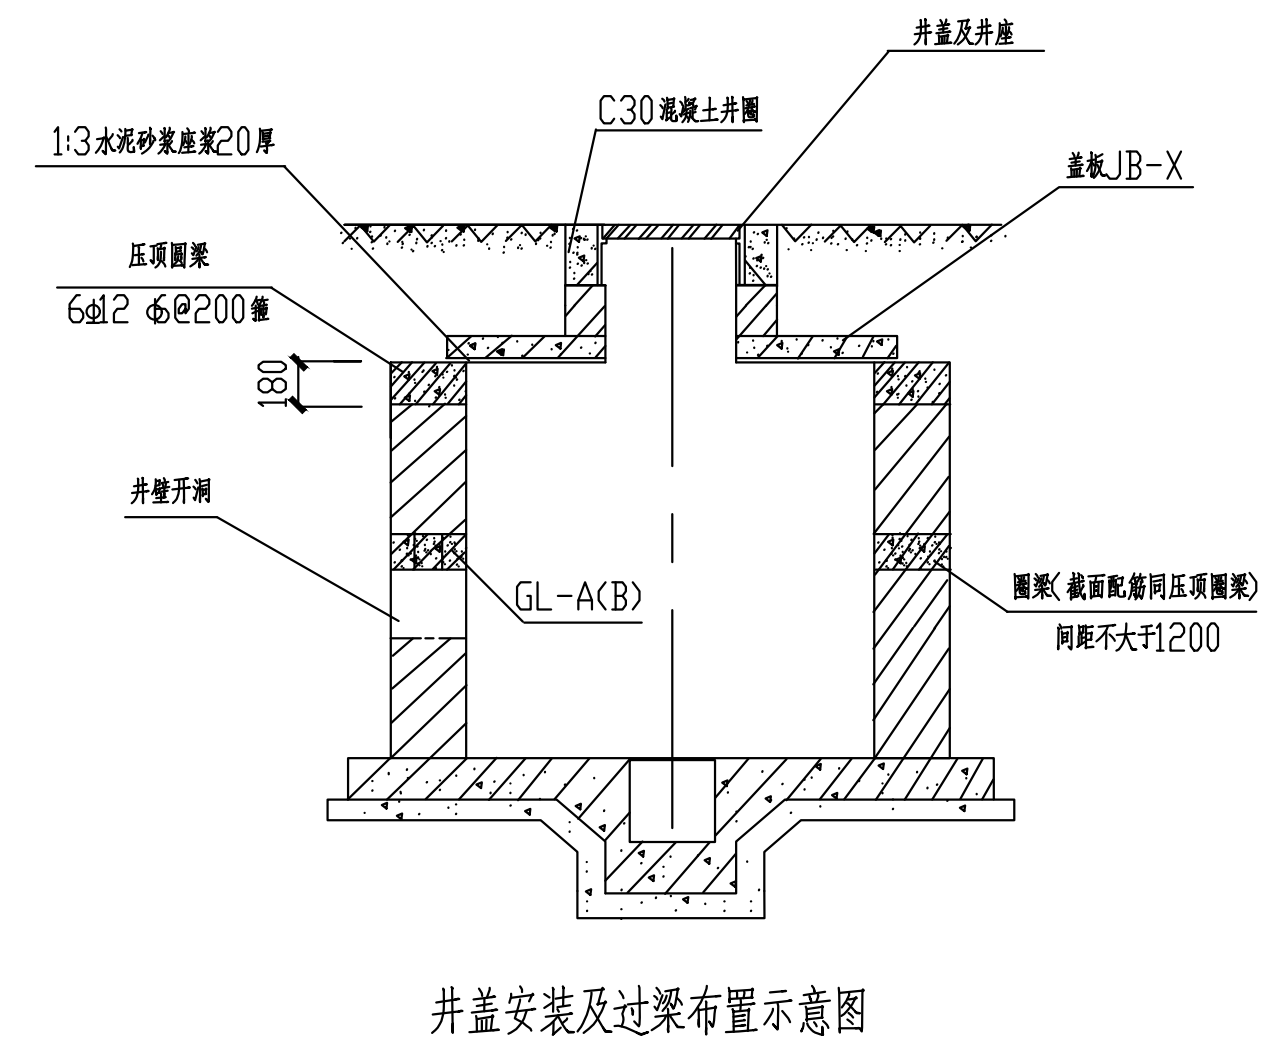 井盖及井座
C30混凝土井圈
1:3水泥砂浆座浆20厚
盖板JB-X
压顶圆梁
6ϕ12 ϕ6@200箍
180
井壁开洞
GL-A(B)
圈梁(截面配筋同压顶圈梁)
间距不大于1200
井盖安装及过梁布置示意图